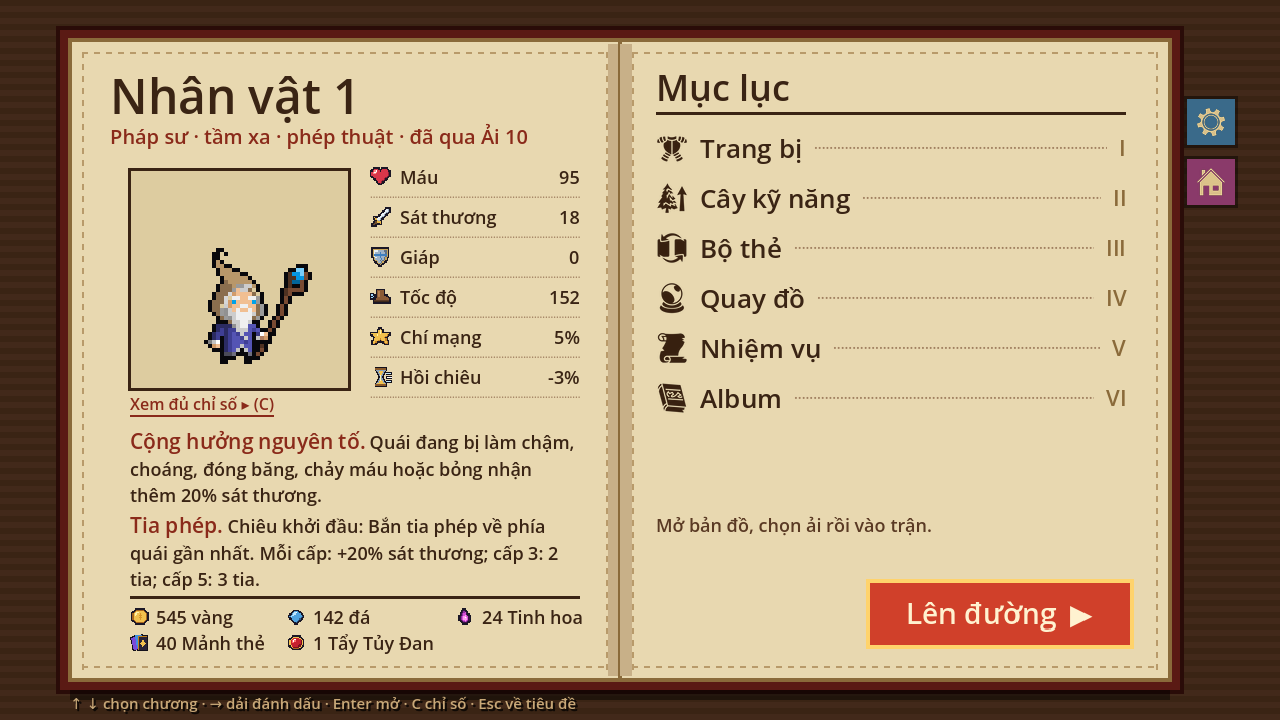 Nhân vật 1
Pháp sư · tầm xa · phép thuật · đã qua Ải 10
Máu 95
Sát thương 18
Giáp 0
Tốc độ 152
Chí mạng 5%
Hồi chiêu -3%
Xem đủ chỉ số ▸ (C)
Cộng hưởng nguyên tố. Quái đang bị làm chậm,
choáng, đóng băng, chảy máu hoặc bỏng nhận
thêm 20% sát thương.
Tia phép. Chiêu khởi đầu: Bắn tia phép về phía
quái gần nhất. Mỗi cấp: +20% sát thương; cấp 3: 2
tia; cấp 5: 3 tia.
545 vàng 142 đá 24 Tinh hoa
40 Mảnh thẻ 1 Tẩy Tủy Đan
Mục lục
Trang bị I
Cây kỹ năng II
Bộ thẻ III
Quay đồ IV
Nhiệm vụ V
Album VI
Mở bản đồ, chọn ải rồi vào trận.
Lên đường ▶
↑ ↓ chọn chương · → dải đánh dấu · Enter mở · C chỉ số · Esc về tiêu đề